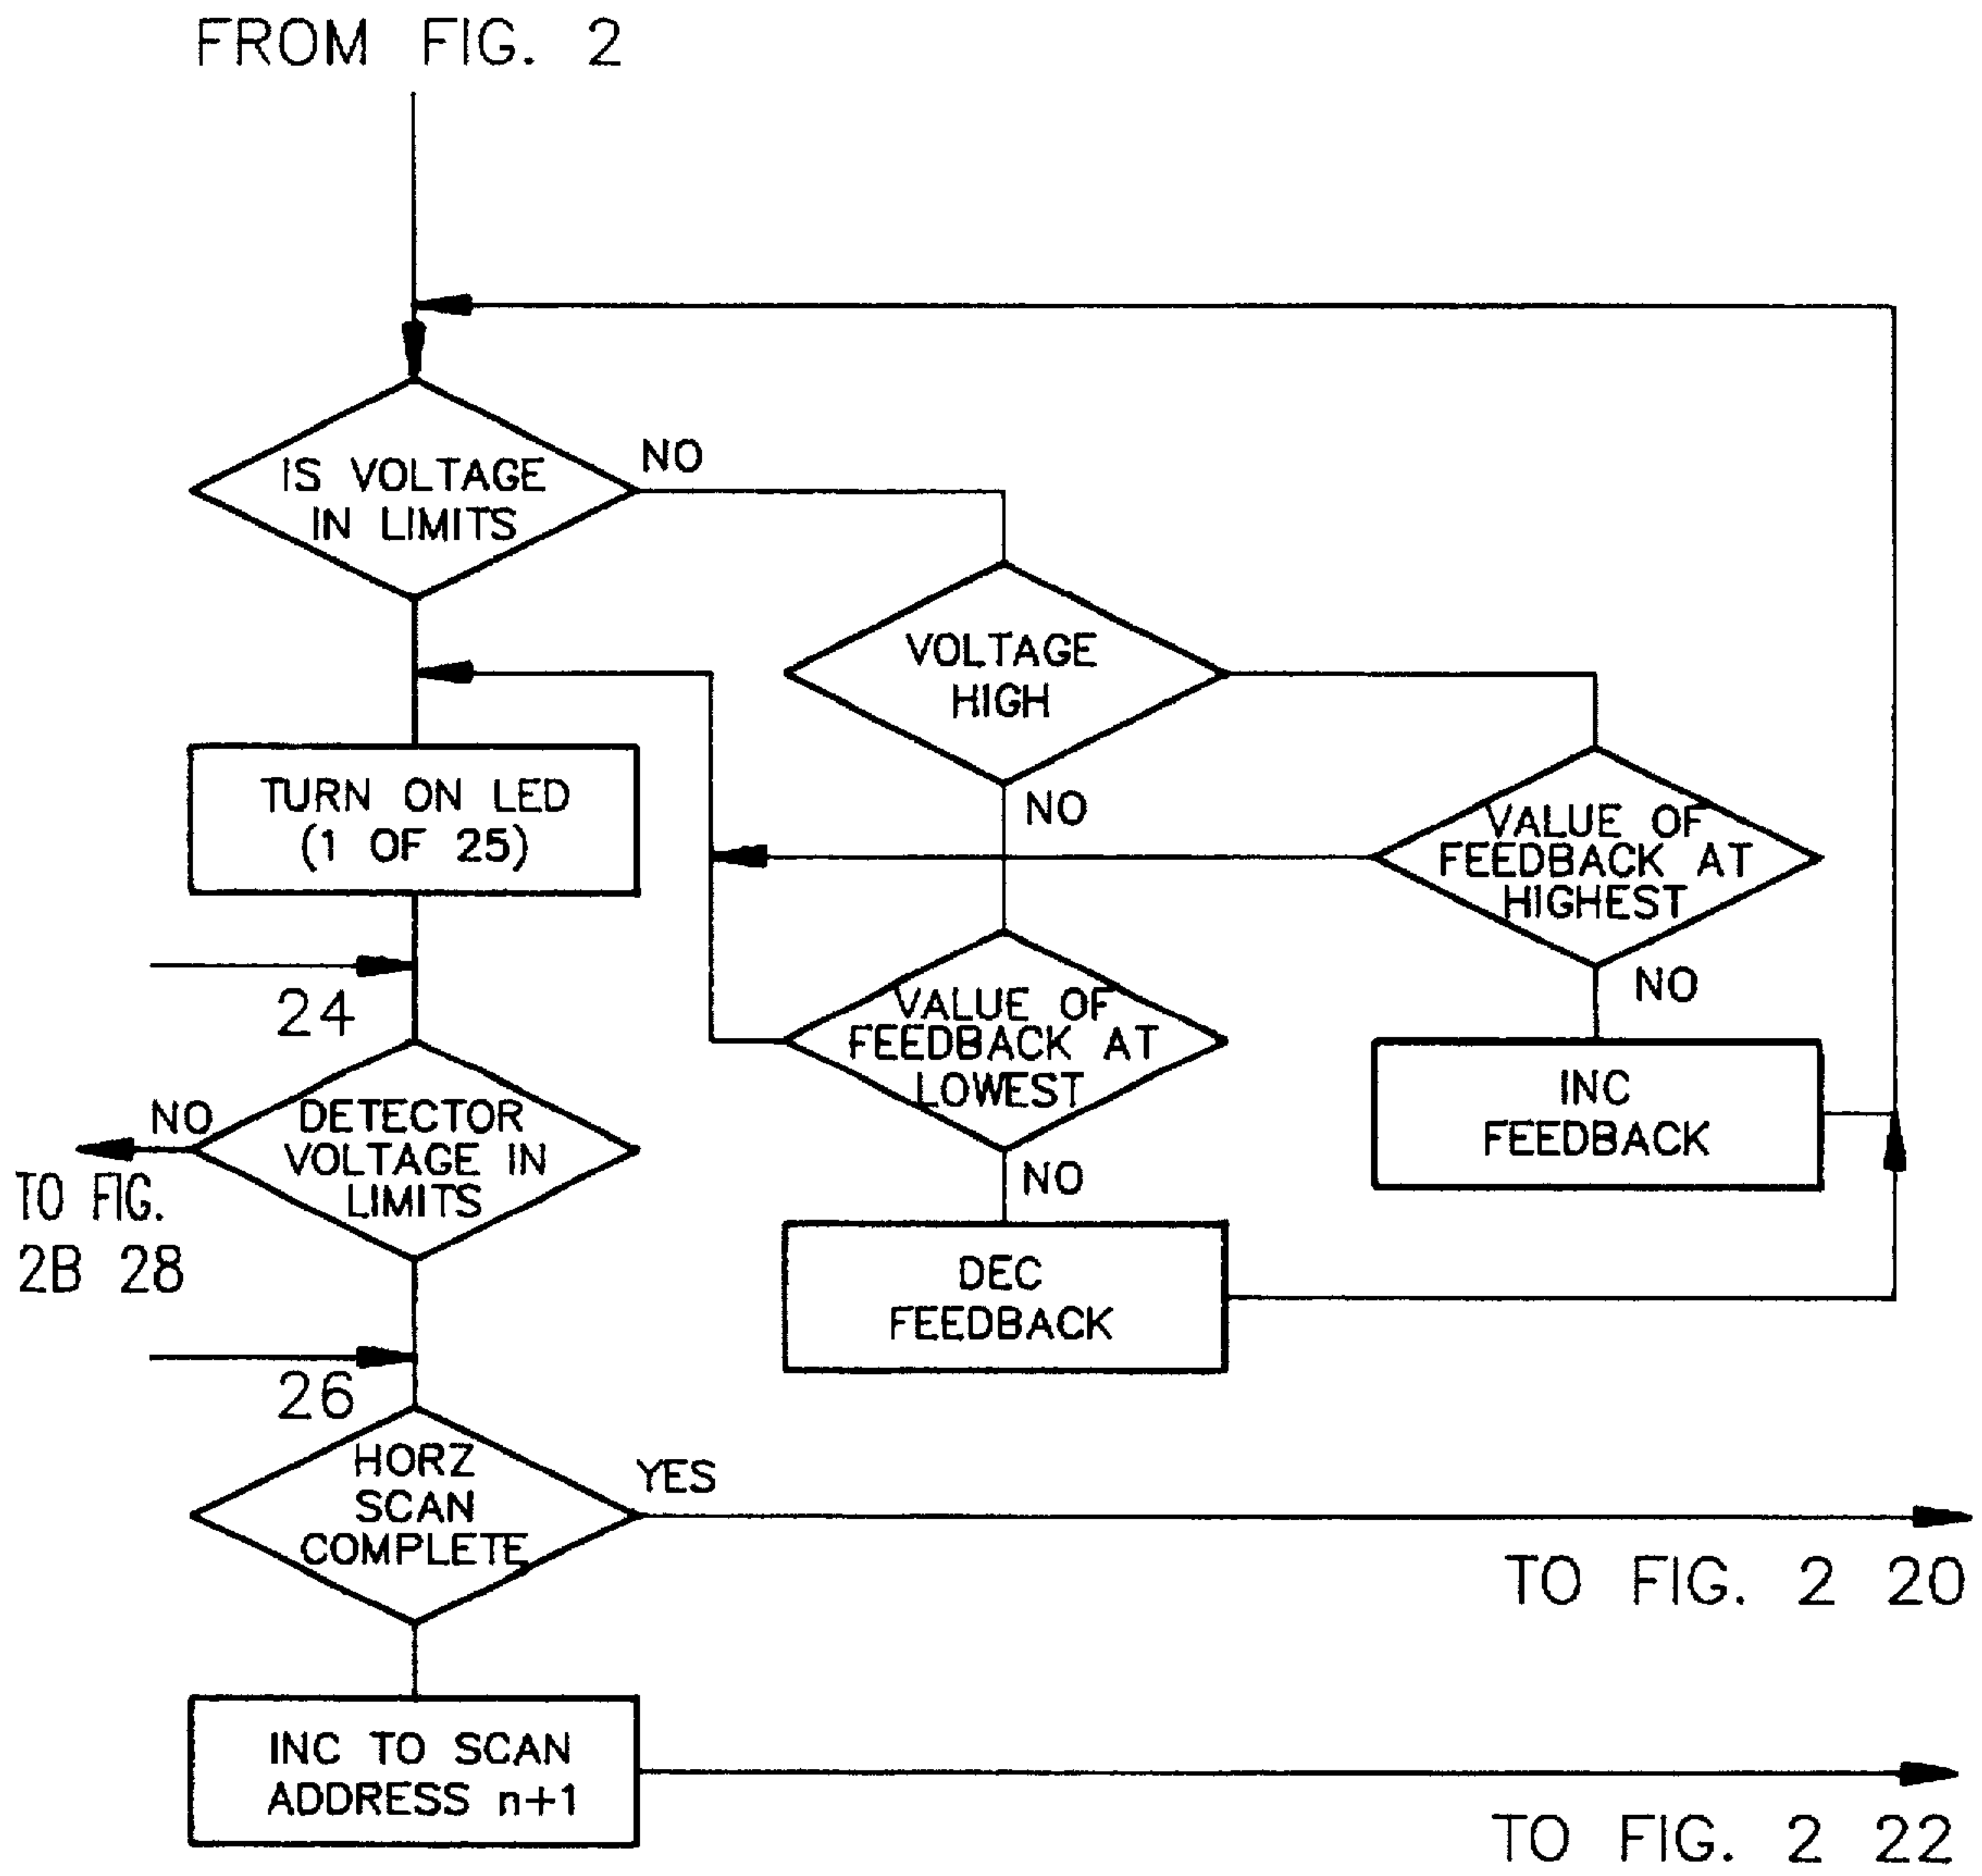 FROM FIG. 2
IS VOLTAGE
IN LIMITS
NO
VOLTAGE
HIGH
NO
TURN ON LED
(1 OF 25)
VALUE OF
FEEDBACK AT
HIGHEST
NO
24
VALUE OF
FEEDBACK AT
LOWEST
NO
INC
FEEDBACK
NO
DETECTOR
VOLTAGE IN
LIMITS
TO FIG.
2B 28
DEC
FEEDBACK
26
HORZ
SCAN
COMPLETE
YES
TO FIG. 2 20
INC TO SCAN
ADDRESS n+1
TO FIG. 2 22